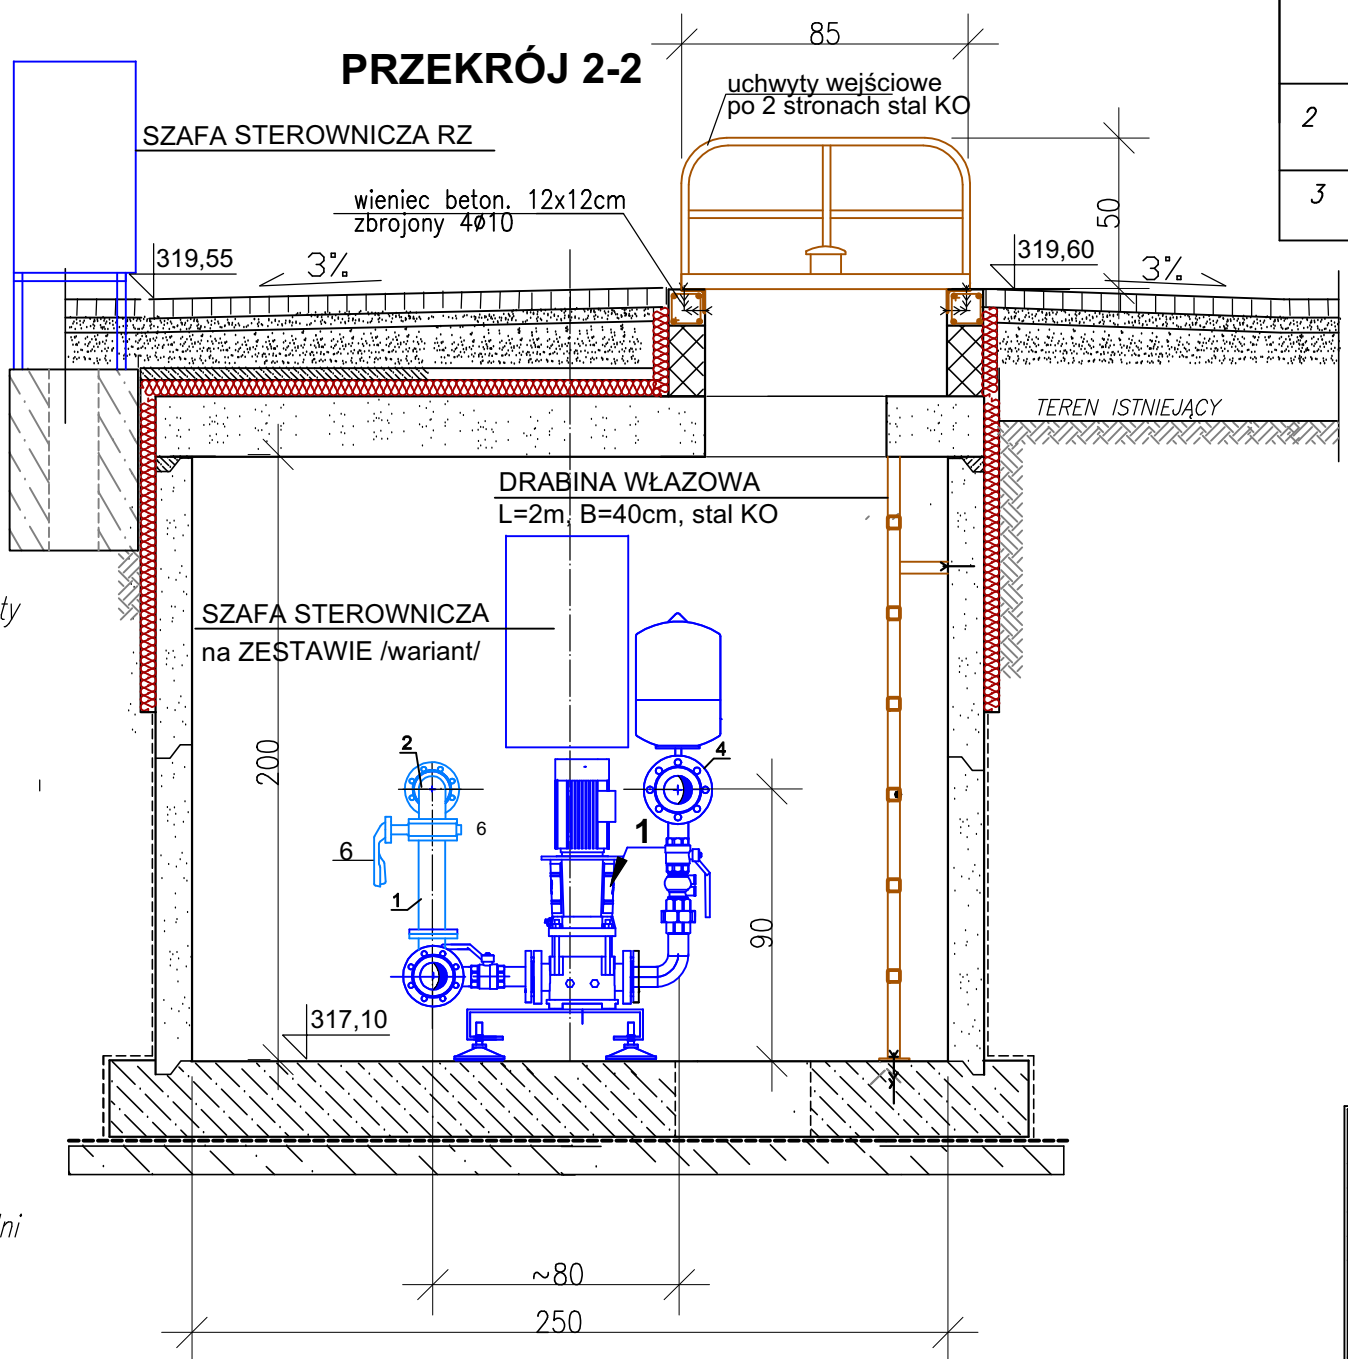 85
PRZEKRÓJ 2-2
uchwyty wejściowe
po 2 stronach stal KO
2
SZAFA STEROWNICZA RZ
3
wieniec beton. 12x12cm
zbrojony 4ø10
50
319,55
3%
319,60
3%
TEREN ISTNIEJĄCY
DRABINA WŁAZOWA
L=2m, B=40cm, stal KO
ty
SZAFA STEROWNICZA
na ZESTAWIE /wariant/
200
2
4
6
1
6
1
90
317,10
ni
~80
250